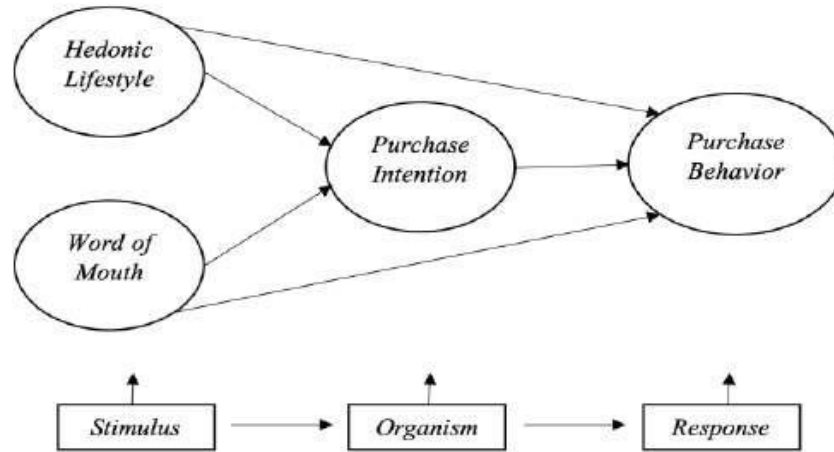 Hedonic
Lifestyle
Purchase
Intention
Purchase
Behavior
Word of
Mouth
Stimulus
Organism
Response